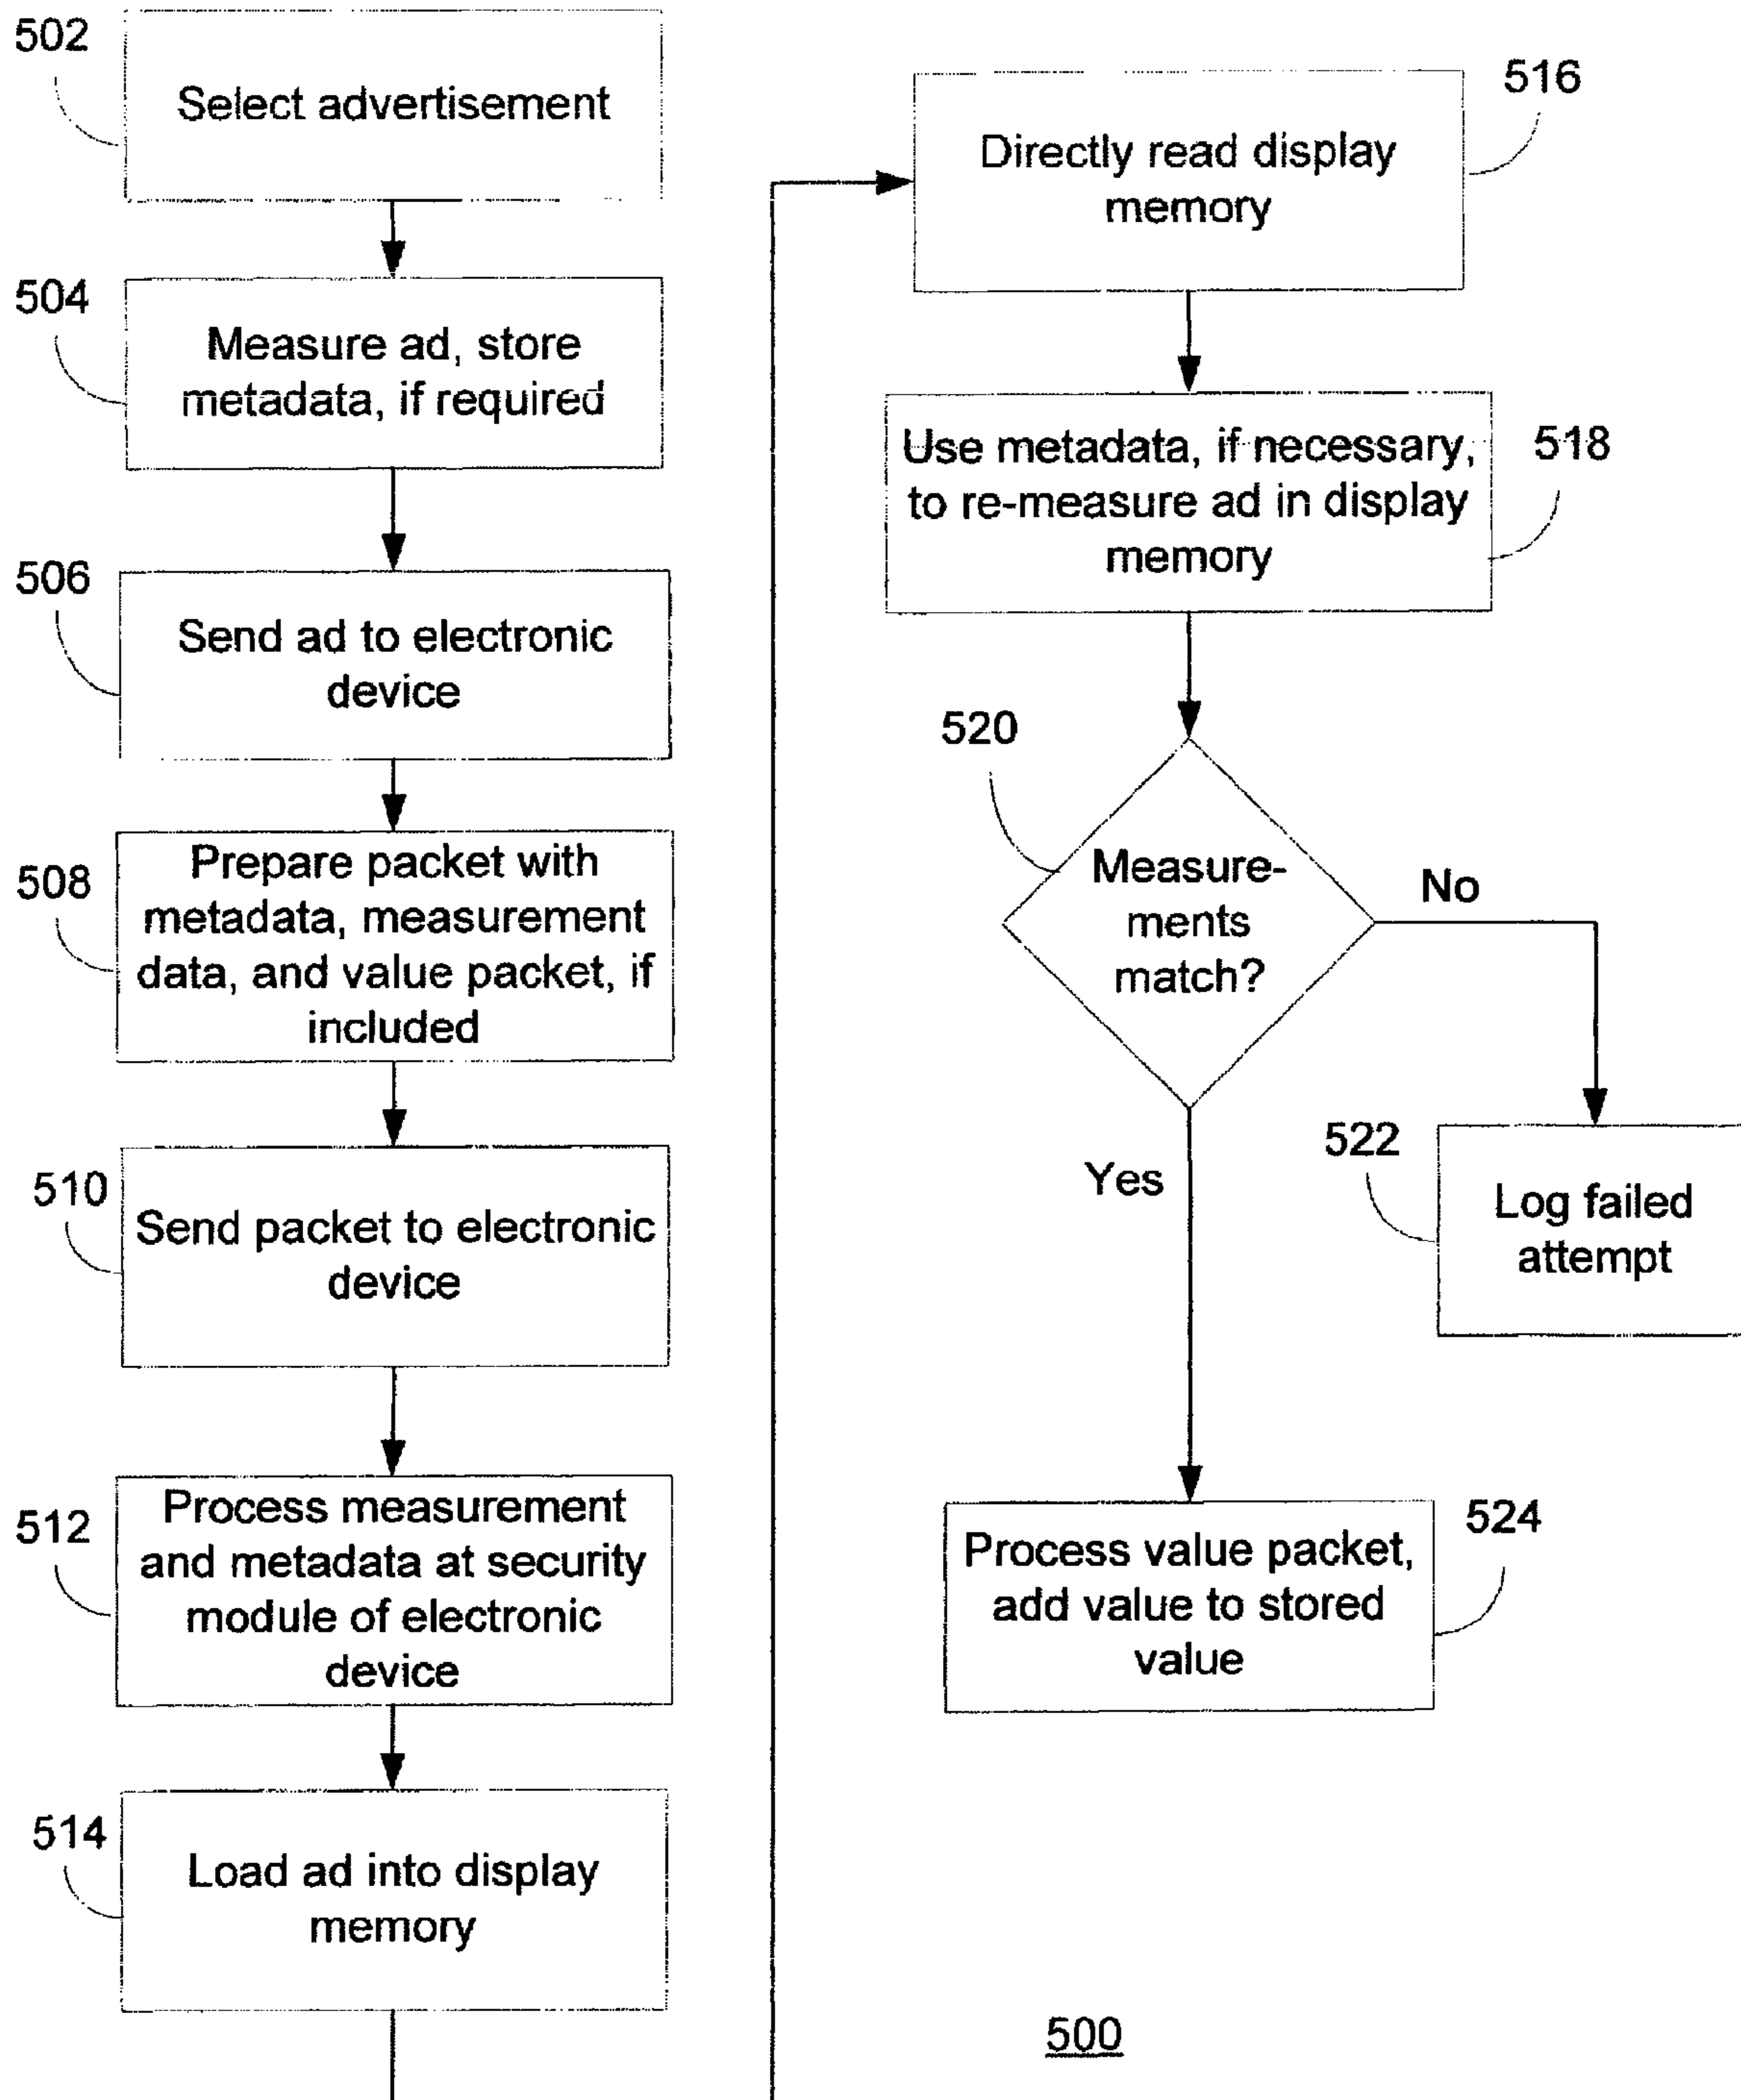 502
Select advertisement
504
Measure ad, store
metadata, if required
506
Send ad to electronic
device
508
Prepare packet with
metadata, measurement
data, and value packet, if
included
510
Send packet to electronic
device
512
Process measurement
and metadata at security
module of electronic
device
514
Load ad into display
memory
516
Directly read display
memory
518
Use metadata, if necessary,
to re-measure ad in display
memory
520
Measure-
ments
match?
No
Yes
522
Log failed
attempt
524
Process value packet,
add value to stored
value
500